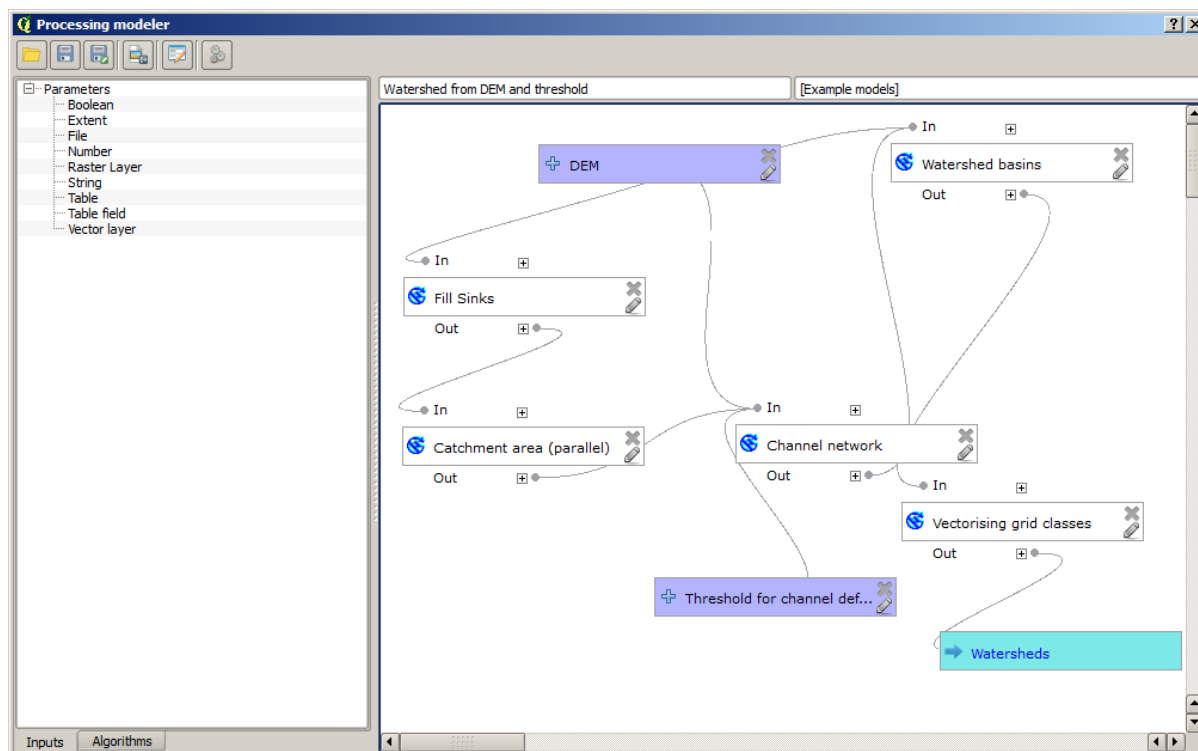 Processing modeler
Parameters
Boolean
Extent
File
Number
Raster Layer
String
Table
Table field
Vector layer
Inputs
Algorithms
Watershed from DEM and threshold
[Example models]
DEM
In
Watershed basins
Out
In
Fill Sinks
Out
In
Catchment area (parallel)
Out
In
Channel network
Out
In
Vectorising grid classes
Out
Threshold for channel def...
Watersheds